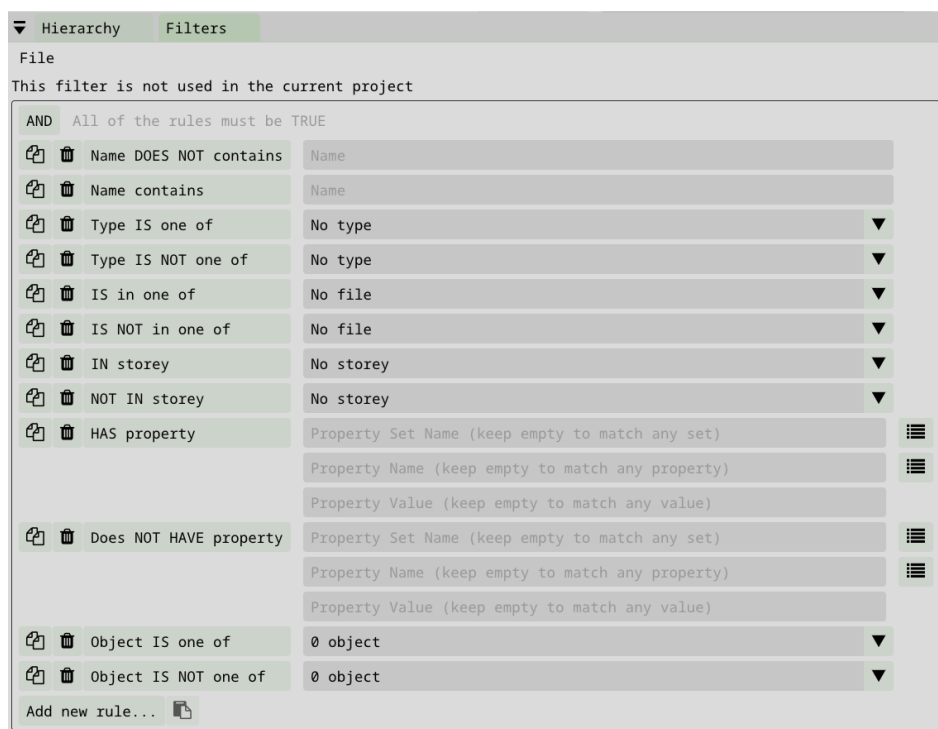 Hierarchy Filters
File
This filter is not used in the current project
AND All of the rules must be TRUE
Name DOES NOT contains Name
Name contains Name
Type IS one of No type
Type IS NOT one of No type
IS in one of No file
IS NOT in one of No file
IN storey No storey
NOT IN storey No storey
HAS property Property Set Name (keep empty to match any set)
Property Name (keep empty to match any property)
Property Value (keep empty to match any value)
Does NOT HAVE property Property Set Name (keep empty to match any set)
Property Name (keep empty to match any property)
Property Value (keep empty to match any value)
Object IS one of 0 object
Object IS NOT one of 0 object
Add new rule...